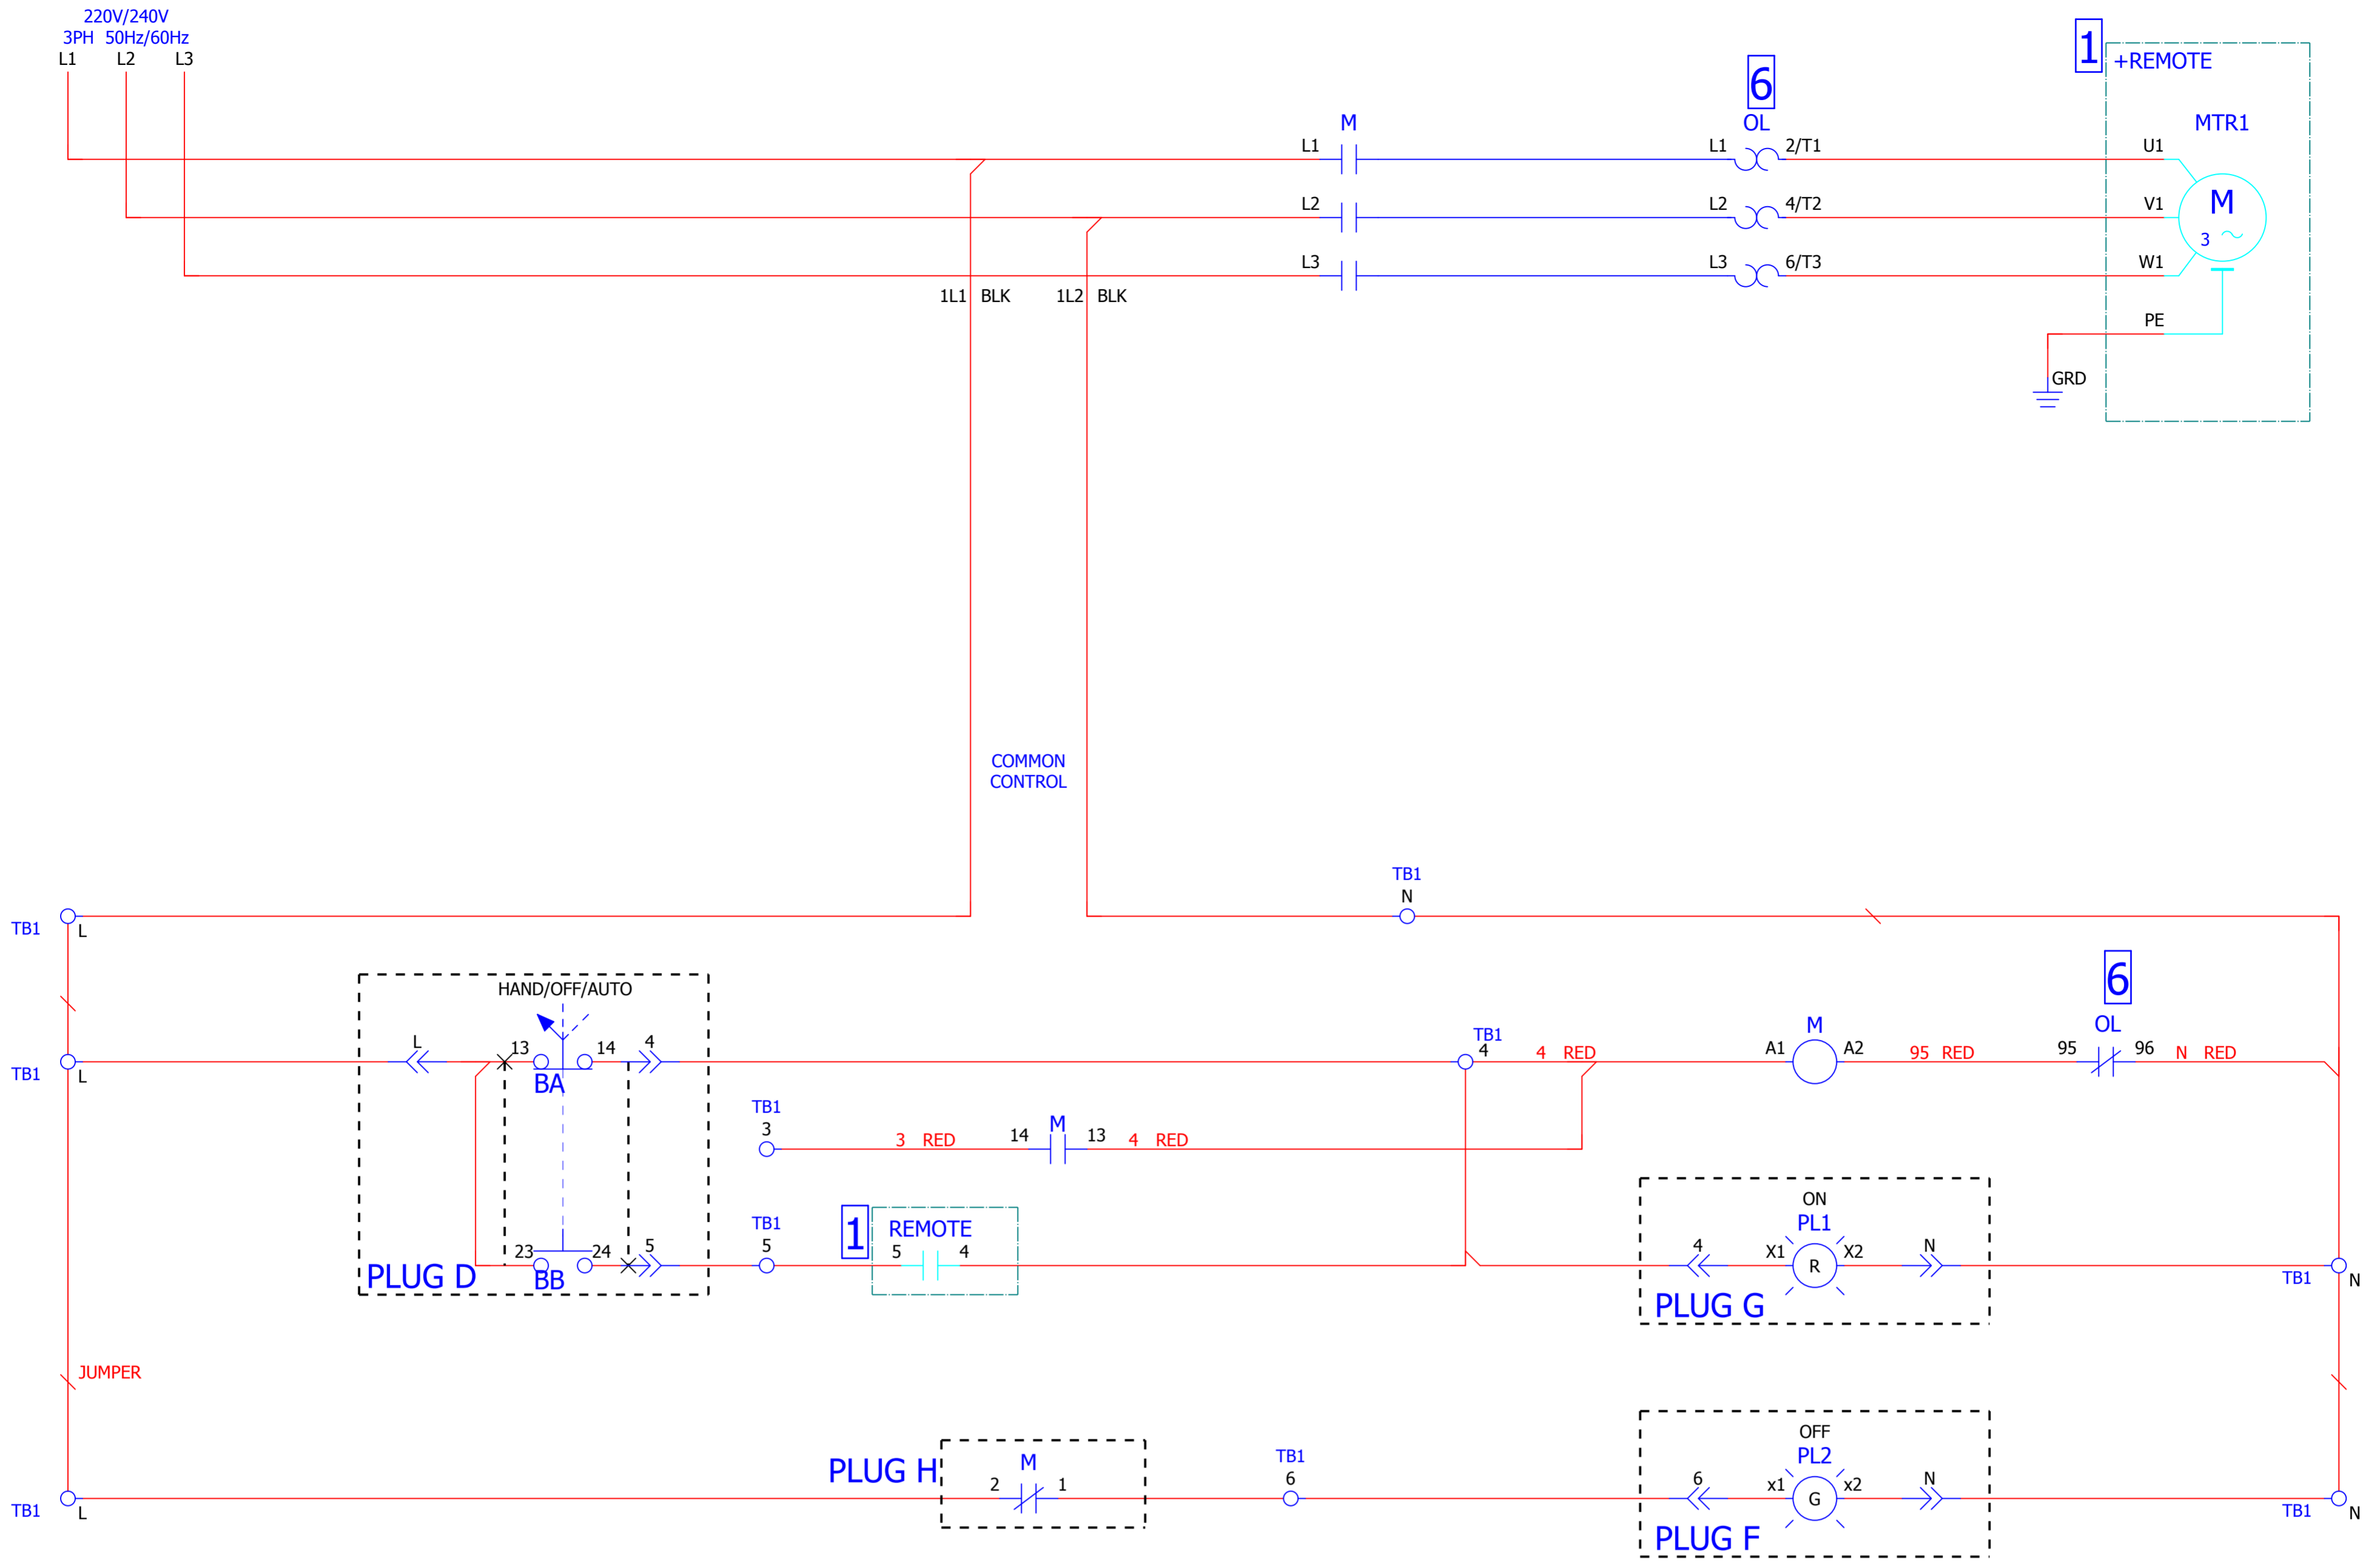 220V/240V
3PH 50Hz/60Hz
L1 L2 L3
1
+REMOTE
6
M
OL
MTR1
L1
L1
2/T1
U1
M
3
L2
L2
4/T2
V1
L3
L3
6/T3
W1
1L1 BLK
1L2 BLK
PE
GRD
COMMON
CONTROL
TB1
N
TB1
L
6
HAND/OFF/AUTO
TB1
L
L
13
14
4
BA
TB1
4
4 RED
M
A1
A2
95 RED
OL
95
96
N RED
TB1
3
3 RED
14
M
13
4 RED
TB1
5
1
REMOTE
5
4
23
24
5
BB
PLUG D
ON
PL1
4
X1
R
X2
N
PLUG G
TB1
N
JUMPER
PLUG H
M
2
1
TB1
6
OFF
PL2
6
x1
G
x2
N
PLUG F
TB1
L
TB1
N